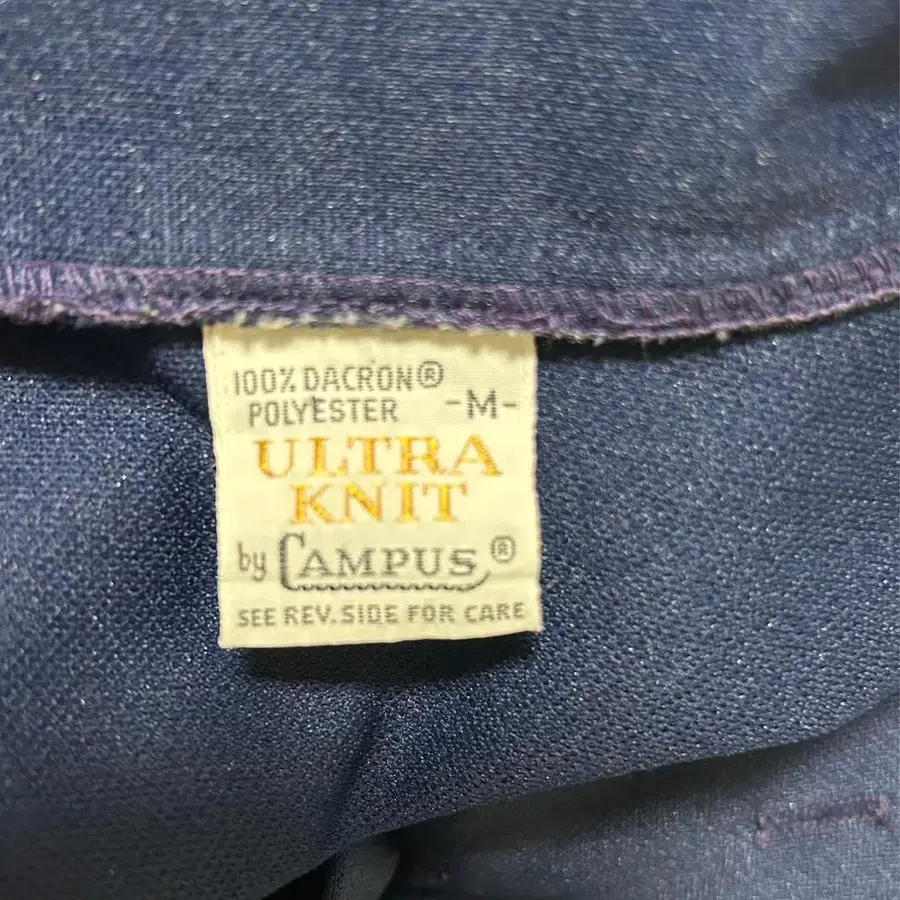 100% DACRON®
POLYESTER -M-
ULTRA
KNIT
by CAMPUS®
SEE REV. SIDE FOR CARE